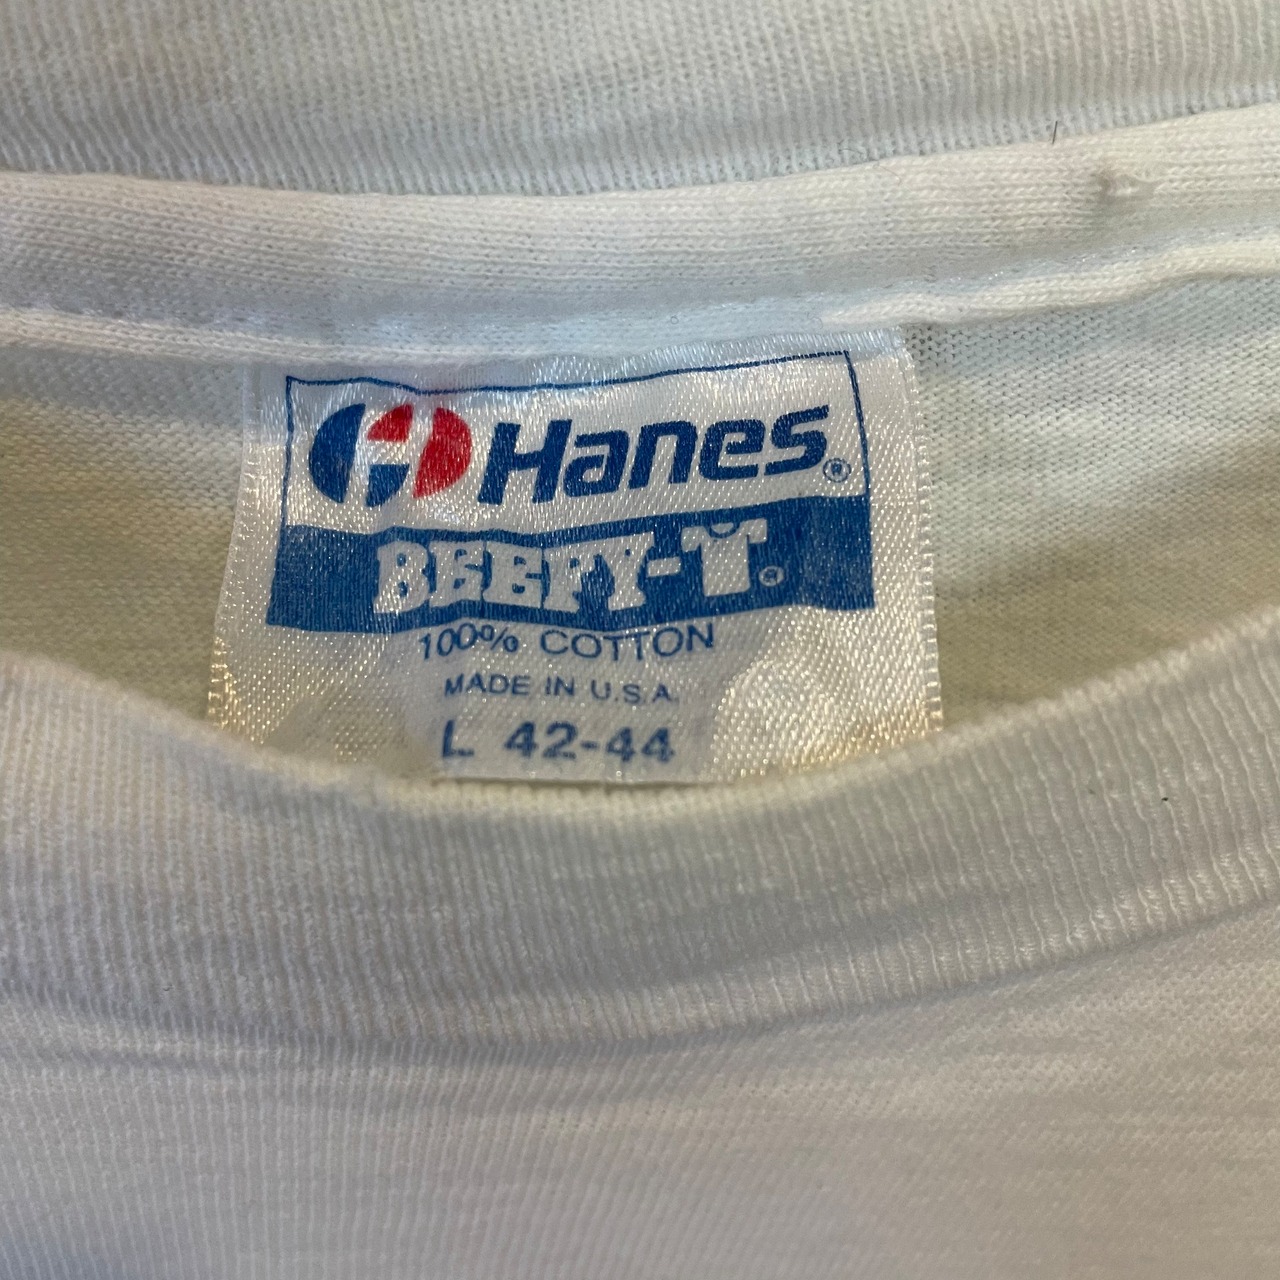 Hanes®
BEEFY-T®
100% COTTON
MADE IN U.S.A.
L 42-44